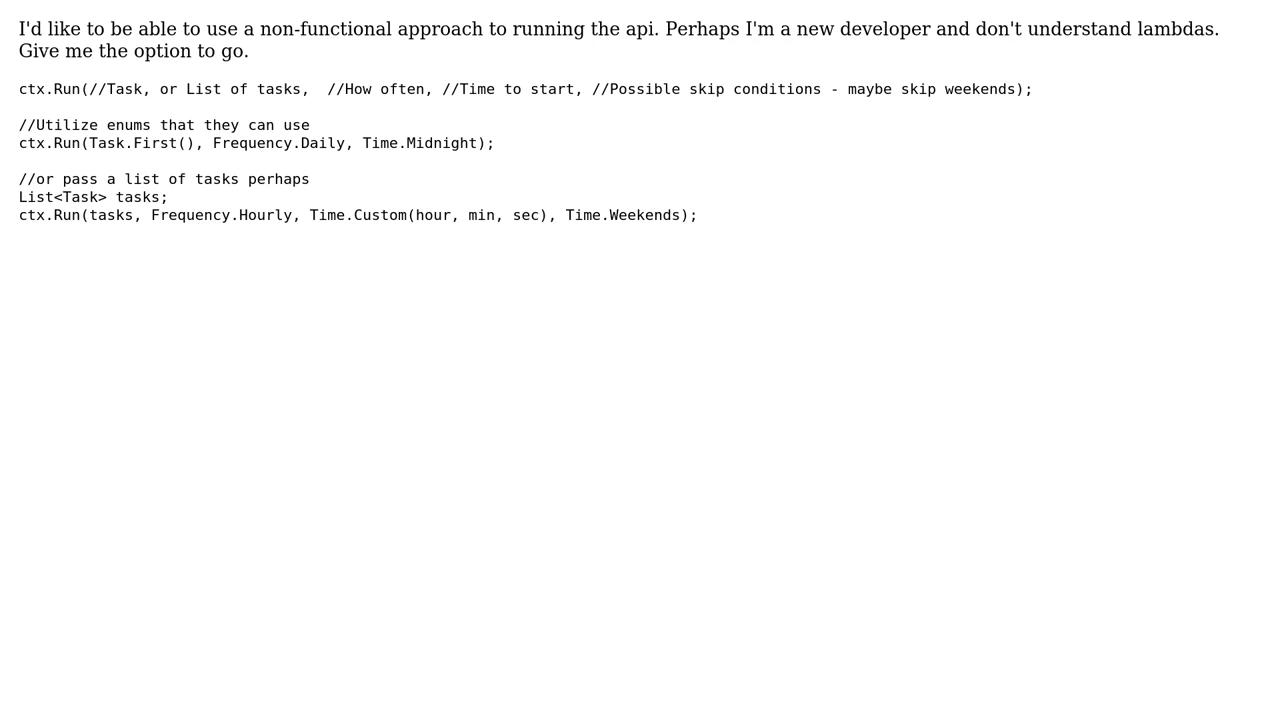 I'd like to be able to use a non-functional approach to running the api. Perhaps I'm a new developer and don't understand lambdas.
Give me the option to go.
ctx.Run(//Task, or List of tasks,  //How often, //Time to start, //Possible skip conditions - maybe skip weekends);
//Utilize enums that they can use
ctx.Run(Task.First(), Frequency.Daily, Time.Midnight);
//or pass a list of tasks perhaps
List<Task> tasks;
ctx.Run(tasks, Frequency.Hourly, Time.Custom(hour, min, sec), Time.Weekends);